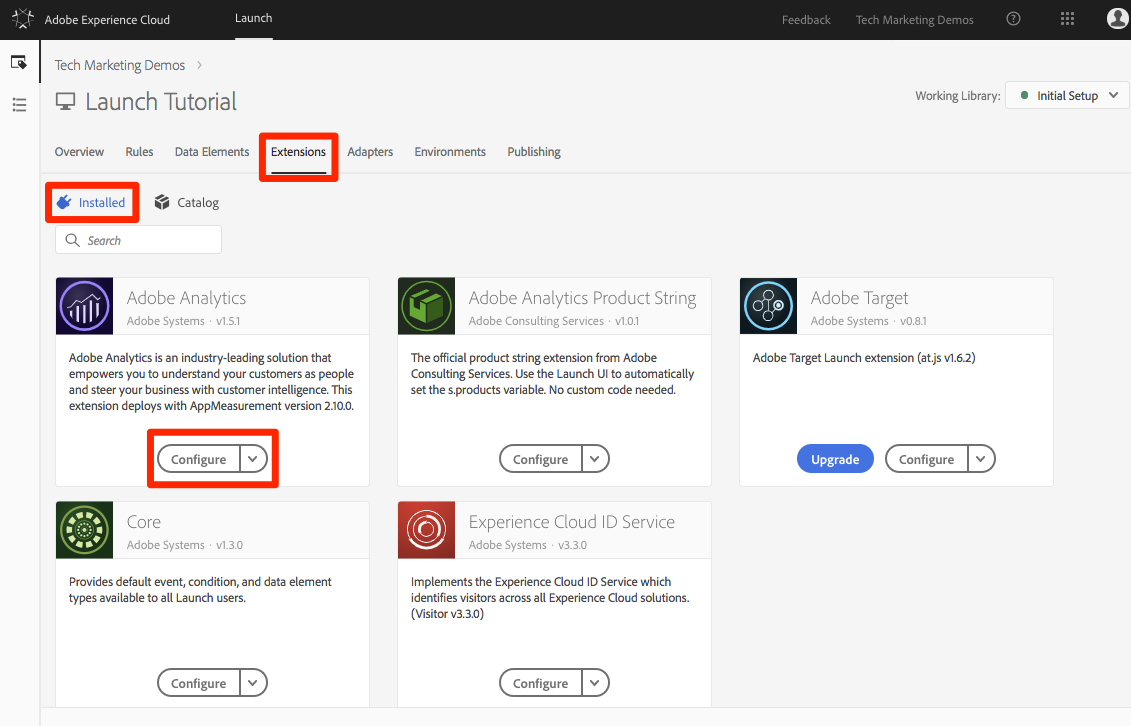 Adobe Experience Cloud
Launch
Feedback
Tech Marketing Demos
?
Tech Marketing Demos
Launch Tutorial
Working Library:
Initial Setup
Overview
Rules
Data Elements
Extensions
Adapters
Environments
Publishing
Installed
Catalog
Search
Adobe Analytics
Adobe Systems · v1.5.1
Adobe Analytics is an industry-leading solution that
empowers you to understand your customers as people
and steer your business with customer intelligence. This
extension deploys with AppMeasurement version 2.10.0.
Configure
Adobe Analytics Product String
Adobe Consulting Services · v1.0.1
The official product string extension from Adobe
Consulting Services. Use the Launch UI to automatically
set the s.products variable. No custom code needed.
Configure
Adobe Target
Adobe Systems · v0.8.1
Adobe Target Launch extension (at.js v1.6.2)
Upgrade
Configure
Core
Adobe Systems · v1.3.0
Provides default event, condition, and data element
types available to all Launch users.
Configure
Experience Cloud ID Service
Adobe Systems · v3.3.0
Implements the Experience Cloud ID Service which
identifies visitors across all Experience Cloud solutions.
(Visitor v3.3.0)
Configure